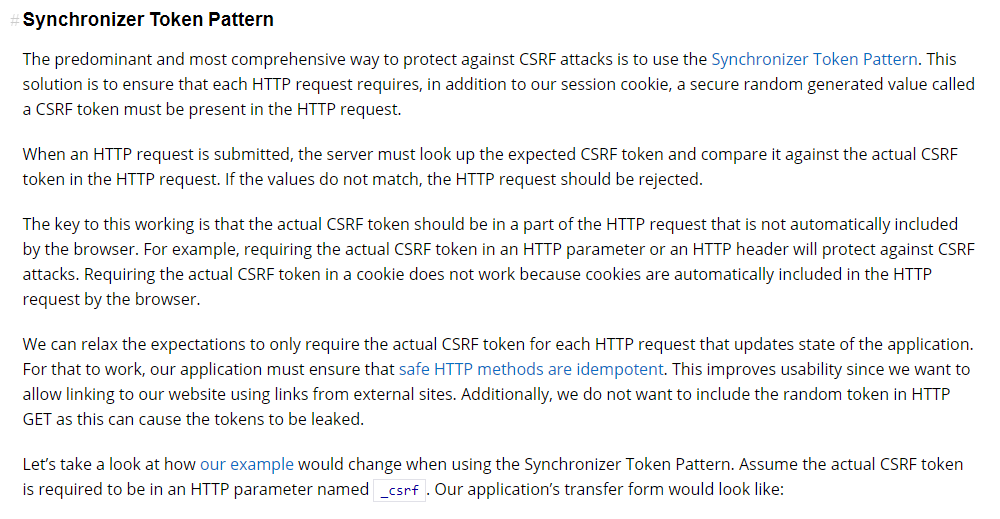 # Synchronizer Token Pattern
The predominant and most comprehensive way to protect against CSRF attacks is to use the Synchronizer Token Pattern. This
solution is to ensure that each HTTP request requires, in addition to our session cookie, a secure random generated value called
a CSRF token must be present in the HTTP request.
When an HTTP request is submitted, the server must look up the expected CSRF token and compare it against the actual CSRF
token in the HTTP request. If the values do not match, the HTTP request should be rejected.
The key to this working is that the actual CSRF token should be in a part of the HTTP request that is not automatically included
by the browser. For example, requiring the actual CSRF token in an HTTP parameter or an HTTP header will protect against CSRF
attacks. Requiring the actual CSRF token in a cookie does not work because cookies are automatically included in the HTTP
request by the browser.
We can relax the expectations to only require the actual CSRF token for each HTTP request that updates state of the application.
For that to work, our application must ensure that safe HTTP methods are idempotent. This improves usability since we want to
allow linking to our website using links from external sites. Additionally, we do not want to include the random token in HTTP
GET as this can cause the tokens to be leaked.
Let’s take a look at how our example would change when using the Synchronizer Token Pattern. Assume the actual CSRF token
is required to be in an HTTP parameter named _csrf. Our application’s transfer form would look like: